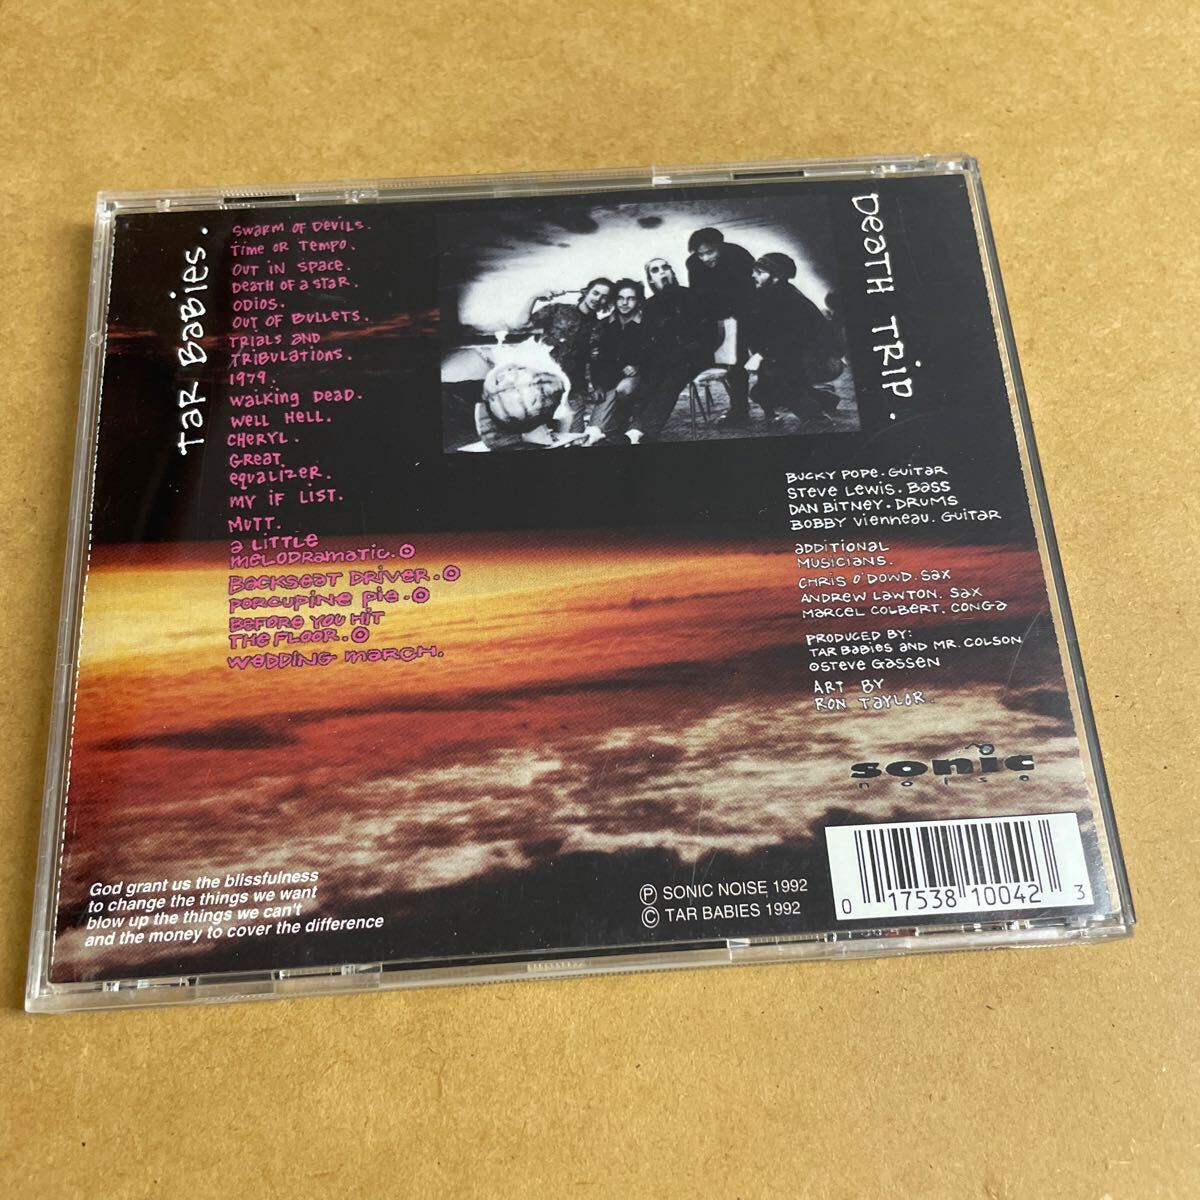 tar Babies.
Swarm of Devils.
Time or Tempo.
Out in Space.
Death of a Star.
Odios.
Out of Bullets.
Trials and
Tribulations.
1979.
Walking Dead.
Well Hell.
Cheryl.
Great
equalizer.
My if List.
Mutt.
a Little
Melodramatic.⊙
Backseat Driver.⊙
Porcupine Pie.⊙
Before you Hit
The Floor.⊙
Wedding March.
Death Trip.
Bucky Pope. Guitar
Steve Lewis. Bass
Dan Bitney. Drums
Bobby Vienneau. Guitar
additional
musicians.
Chris O'Dowd. Sax
Andrew Lawton. Sax
Marcel Colbert. Conga
Produced by:
Tar Babies and Mr. Colson
⊙Steve Gassen
Art By
Ron Taylor.
sonic
noise
God grant us the blissfulness
to change the things we want
blow up the things we can't
and the money to cover the difference
Ⓟ SONIC NOISE 1992
© TAR BABIES 1992
0 17538 10042 3